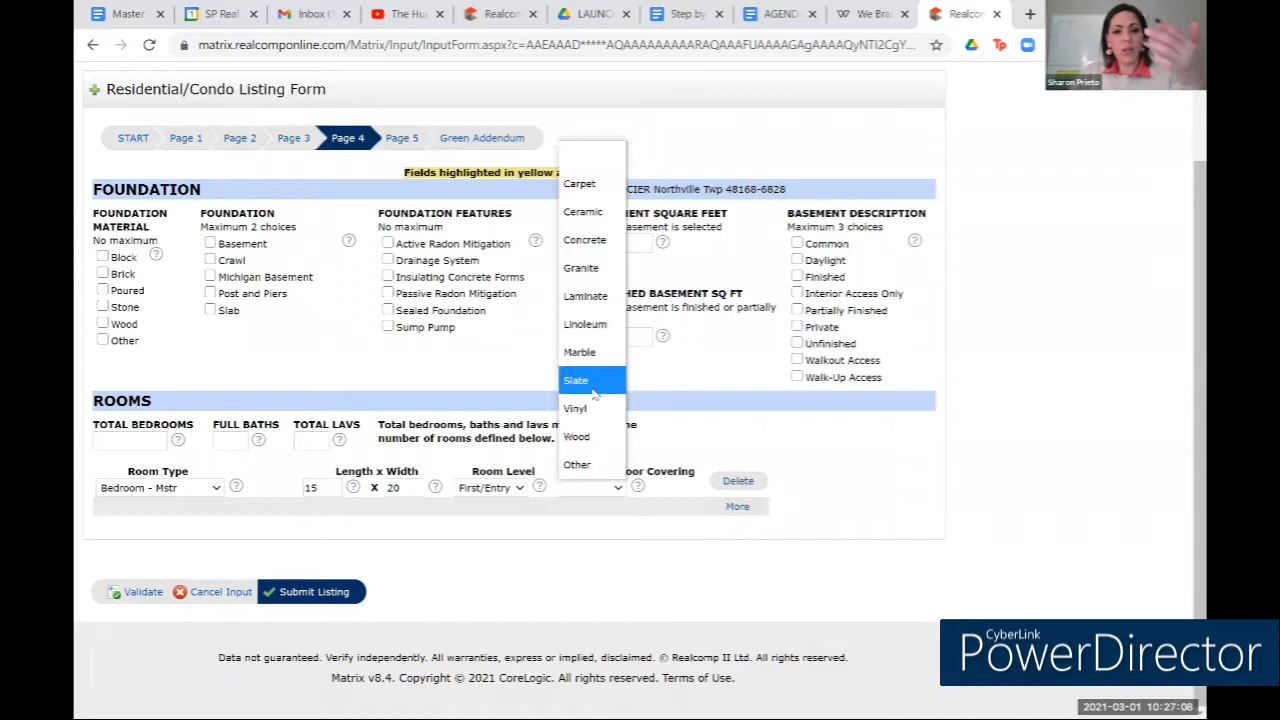 Master
SP Real
Inbox (
The Hu
Realco
LAUNC
Step by
AGEND
We Bra
Realco
matrix.realcomponline.com/Matrix/Input/InputForm.aspx?c=AAEAAAD*****AQAAAAAAAAARAQAAAFUAAAAGAgAAAAQyNTI2CgY...
Sharon Prieto
Residential/Condo Listing Form
START Page 1 Page 2 Page 3 Page 4 Page 5 Green Addendum
Fields highlighted in yellow a
FOUNDATION
CIER Northville Twp 48168-6828
FOUNDATION MATERIAL
No maximum
Block
Brick
Poured
Stone
Wood
Other
FOUNDATION
Maximum 2 choices
Basement
Crawl
Michigan Basement
Post and Piers
Slab
FOUNDATION FEATURES
No maximum
Active Radon Mitigation
Drainage System
Insulating Concrete Forms
Passive Radon Mitigation
Sealed Foundation
Sump Pump
Carpet
Ceramic
Concrete
Granite
Laminate
Linoleum
Marble
Slate
Vinyl
Wood
Other
ENT SQUARE FEET
asement is selected
HED BASEMENT SQ FT
asement is finished or partially
BASEMENT DESCRIPTION
Maximum 3 choices
Common
Daylight
Finished
Interior Access Only
Partially Finished
Private
Unfinished
Walkout Access
Walk-Up Access
ROOMS
TOTAL BEDROOMS FULL BATHS TOTAL LAVS
Total bedrooms, baths and lavs m the
number of rooms defined below.
Room Type Length x Width Room Level oor Covering
Bedroom - Mstr 15 X 20 First/Entry Delete
More
Validate Cancel Input Submit Listing
Data not guaranteed. Verify independently. All warranties, express or implied, disclaimed. © Realcomp II Ltd. All rights reserved.
Matrix v8.4. Copyright © 2021 CoreLogic. All rights reserved. Terms of Use.
CyberLink
PowerDirector
2021-03-01 10:27:08